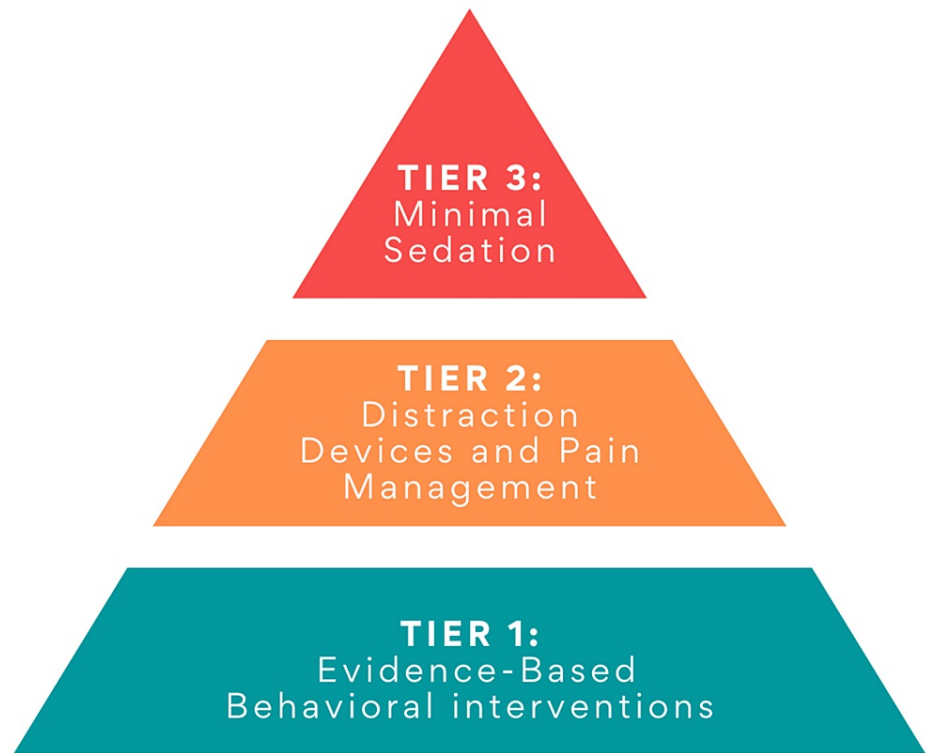 TIER 3:
Minimal
Sedation
TIER 2:
Distraction
Devices and Pain
Management
TIER 1:
Evidence-Based
Behavioral interventions